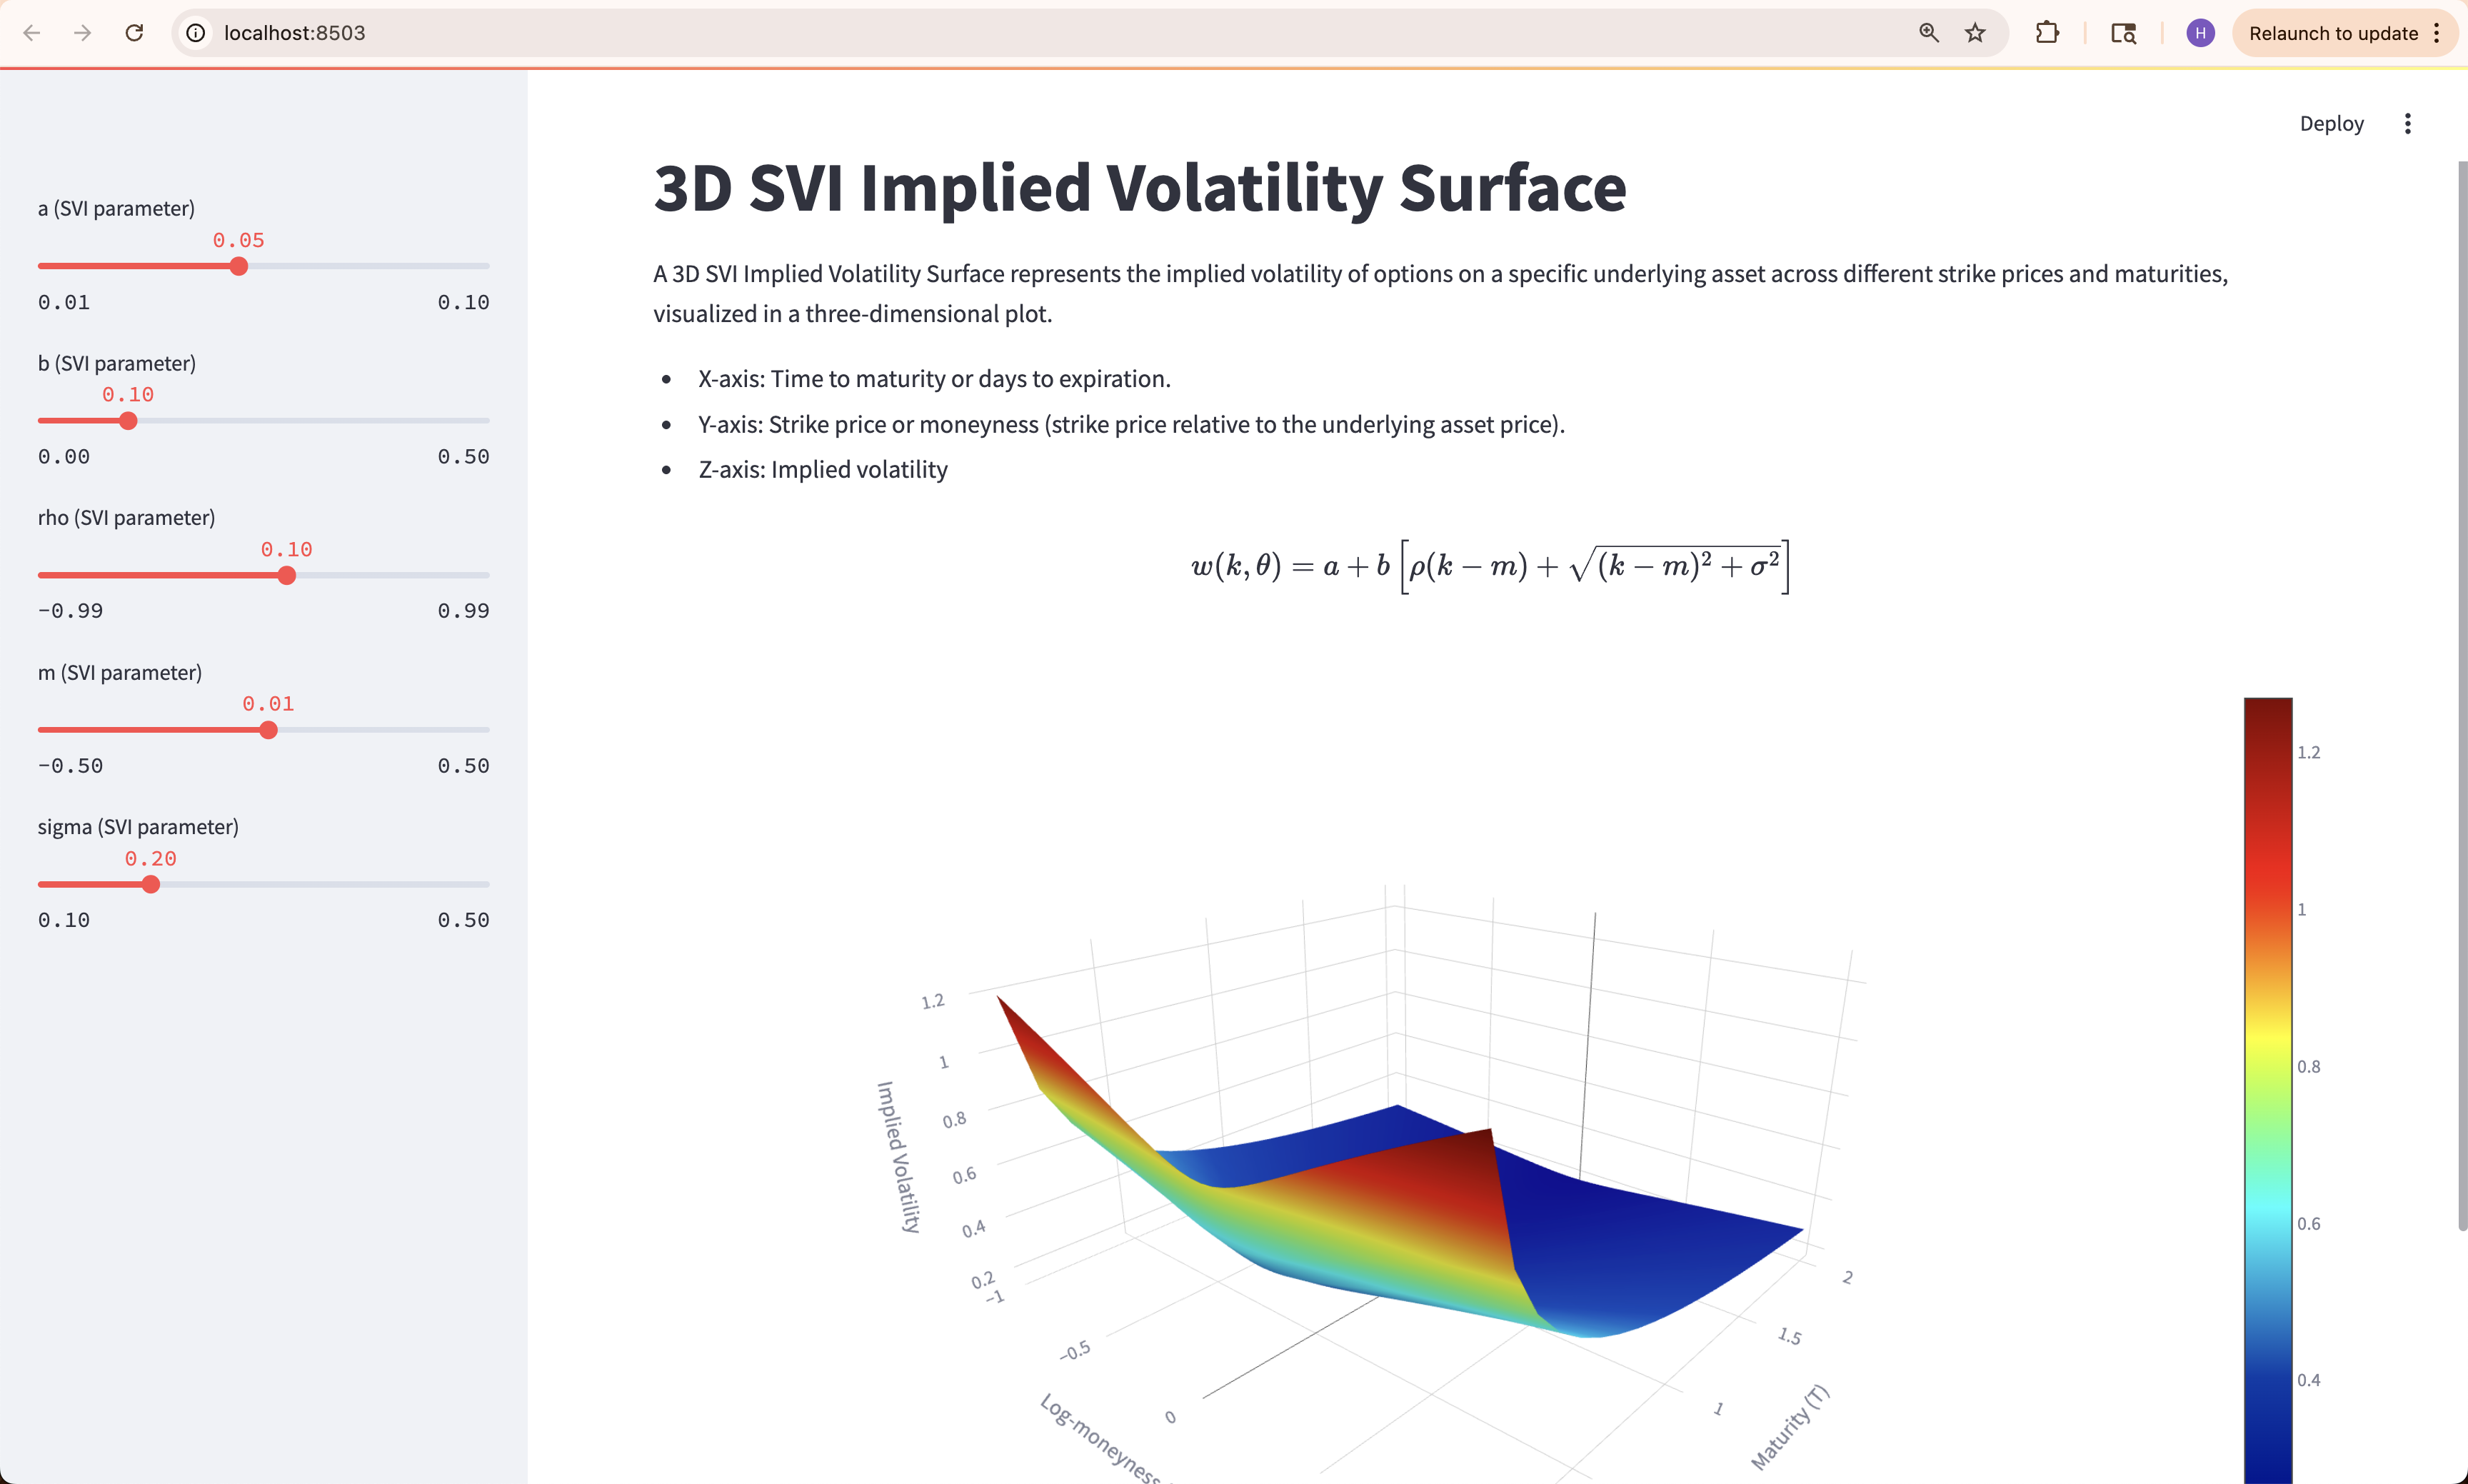 localhost:8503
H
Relaunch to update
Deploy
a (SVI parameter)
0.05
0.01 0.10
b (SVI parameter)
0.10
0.00 0.50
rho (SVI parameter)
0.10
−0.99 0.99
m (SVI parameter)
0.01
−0.50 0.50
sigma (SVI parameter)
0.20
0.10 0.50
3D SVI Implied Volatility Surface
A 3D SVI Implied Volatility Surface represents the implied volatility of options on a specific underlying asset across different strike prices and maturities,
visualized in a three-dimensional plot.
• X-axis: Time to maturity or days to expiration.
• Y-axis: Strike price or moneyness (strike price relative to the underlying asset price).
• Z-axis: Implied volatility
w(k, θ) = a + b [ρ(k − m) + √(k − m)² + σ²]
1.2
1
0.8
0.6
0.4
0.2
Implied Volatility
−1
−0.5
0
Log-moneyness
2
1.5
1
Maturity (T)
1.2
1
0.8
0.6
0.4